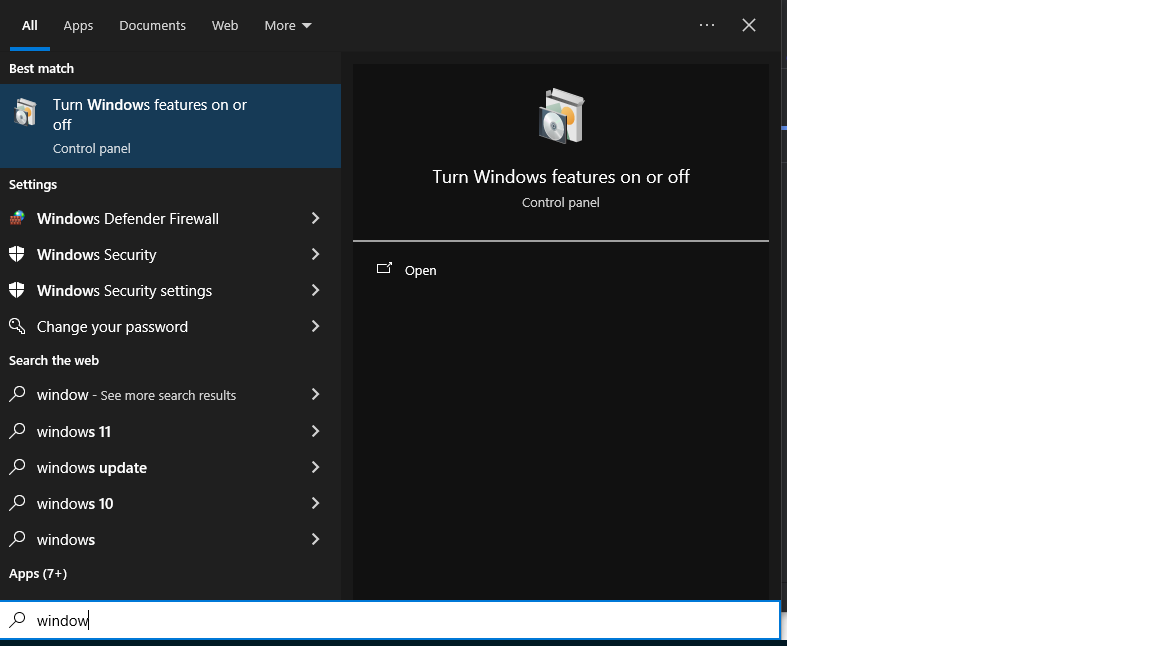 All Apps Documents Web More ...
Best match
Turn Windows features on or
off
Control panel
Settings
Windows Defender Firewall
Windows Security
Windows Security settings
Change your password
Search the web
window - See more search results
windows 11
windows update
windows 10
windows
Apps (7+)
window
Turn Windows features on or off
Control panel
Open